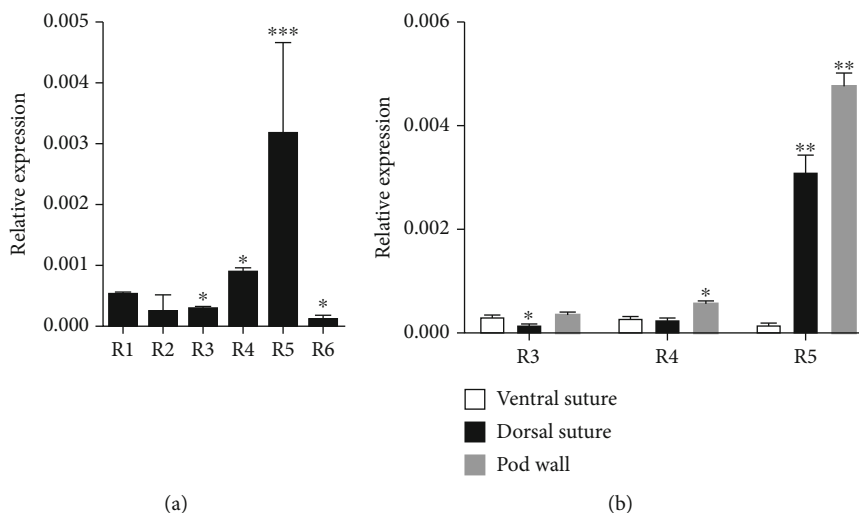 Relative expression
0.005
0.004
0.003
0.002
0.001
0.000
***
*
*
*
R1 R2 R3 R4 R5 R6
(a)
Relative expression
0.006
0.004
0.002
0.000
**
**
*
*
R3 R4 R5
Ventral suture
Dorsal suture
Pod wall
(b)